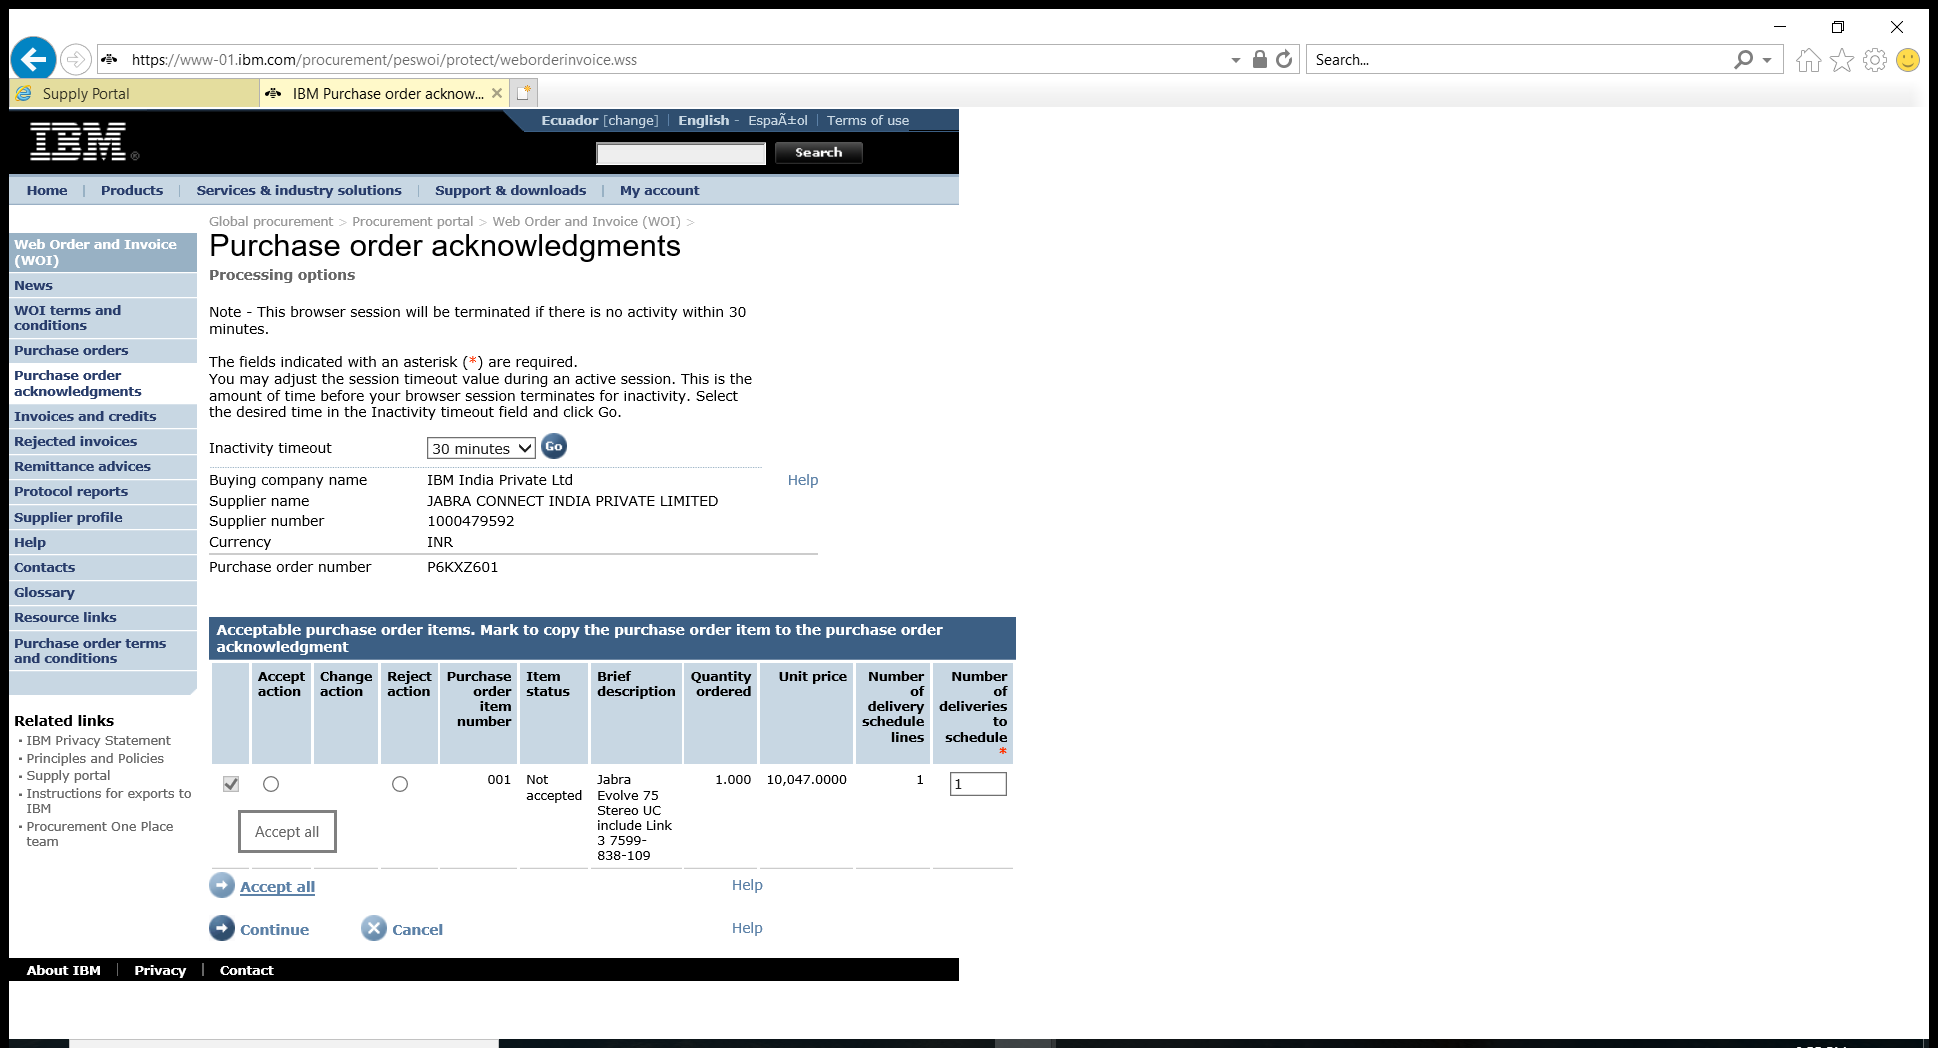 https://www-01.ibm.com/procurement/peswoi/protect/weborderinvoice.wss
Search...
Supply Portal
IBM Purchase order acknow...
IBM
Ecuador [change]
English - EspaÃ±ol
Terms of use
Search
Home
Products
Services & industry solutions
Support & downloads
My account
Global procurement > Procurement portal > Web Order and Invoice (WOI) >
Purchase order acknowledgments
Processing options
Web Order and Invoice
(WOI)
News
WOI terms and
conditions
Purchase orders
Purchase order
acknowledgments
Invoices and credits
Rejected invoices
Remittance advices
Protocol reports
Supplier profile
Help
Contacts
Glossary
Resource links
Purchase order terms
and conditions
Related links
IBM Privacy Statement
Principles and Policies
Supply portal
Instructions for exports to
IBM
Procurement One Place
team
Note - This browser session will be terminated if there is no activity within 30
minutes.
The fields indicated with an asterisk (*) are required.
You may adjust the session timeout value during an active session. This is the
amount of time before your browser session terminates for inactivity. Select
the desired time in the Inactivity timeout field and click Go.
Inactivity timeout 30 minutes Go
Buying company name IBM India Private Ltd Help
Supplier name JABRA CONNECT INDIA PRIVATE LIMITED
Supplier number 1000479592
Currency INR
Purchase order number P6KXZ601
Acceptable purchase order items. Mark to copy the purchase order item to the purchase order
acknowledgment
Accept
action
Change
action
Reject
action
Purchase
order
item
number
Item
status
Brief
description
Quantity
ordered
Unit price
Number
of
delivery
schedule
lines
Number
of
deliveries
to
schedule
*
001
Not
accepted
Jabra
Evolve 75
Stereo UC
include Link
3 7599-
838-109
1.000
10,047.0000
1
1
Accept all
Accept all
Help
Continue
Cancel
Help
About IBM
Privacy
Contact